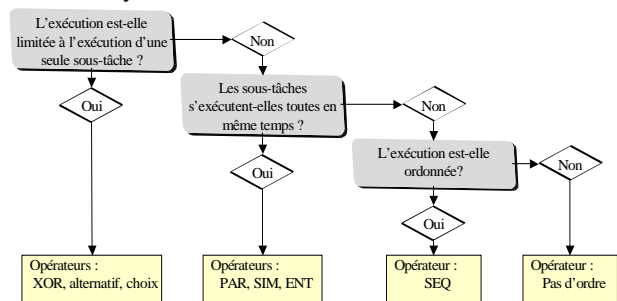 L'exécution est-elle
limitée à l'exécution d'une
seule sous-tâche ?
Non
Oui
Les sous-tâches
s'exécutent-elles toutes en
même temps ?
Non
Oui
L'exécution est-elle
ordonnée?
Non
Oui
Opérateurs :
XOR, alternatif, choix
Opérateurs :
PAR, SIM, ENT
Opérateur :
SEQ
Opérateur :
Pas d'ordre